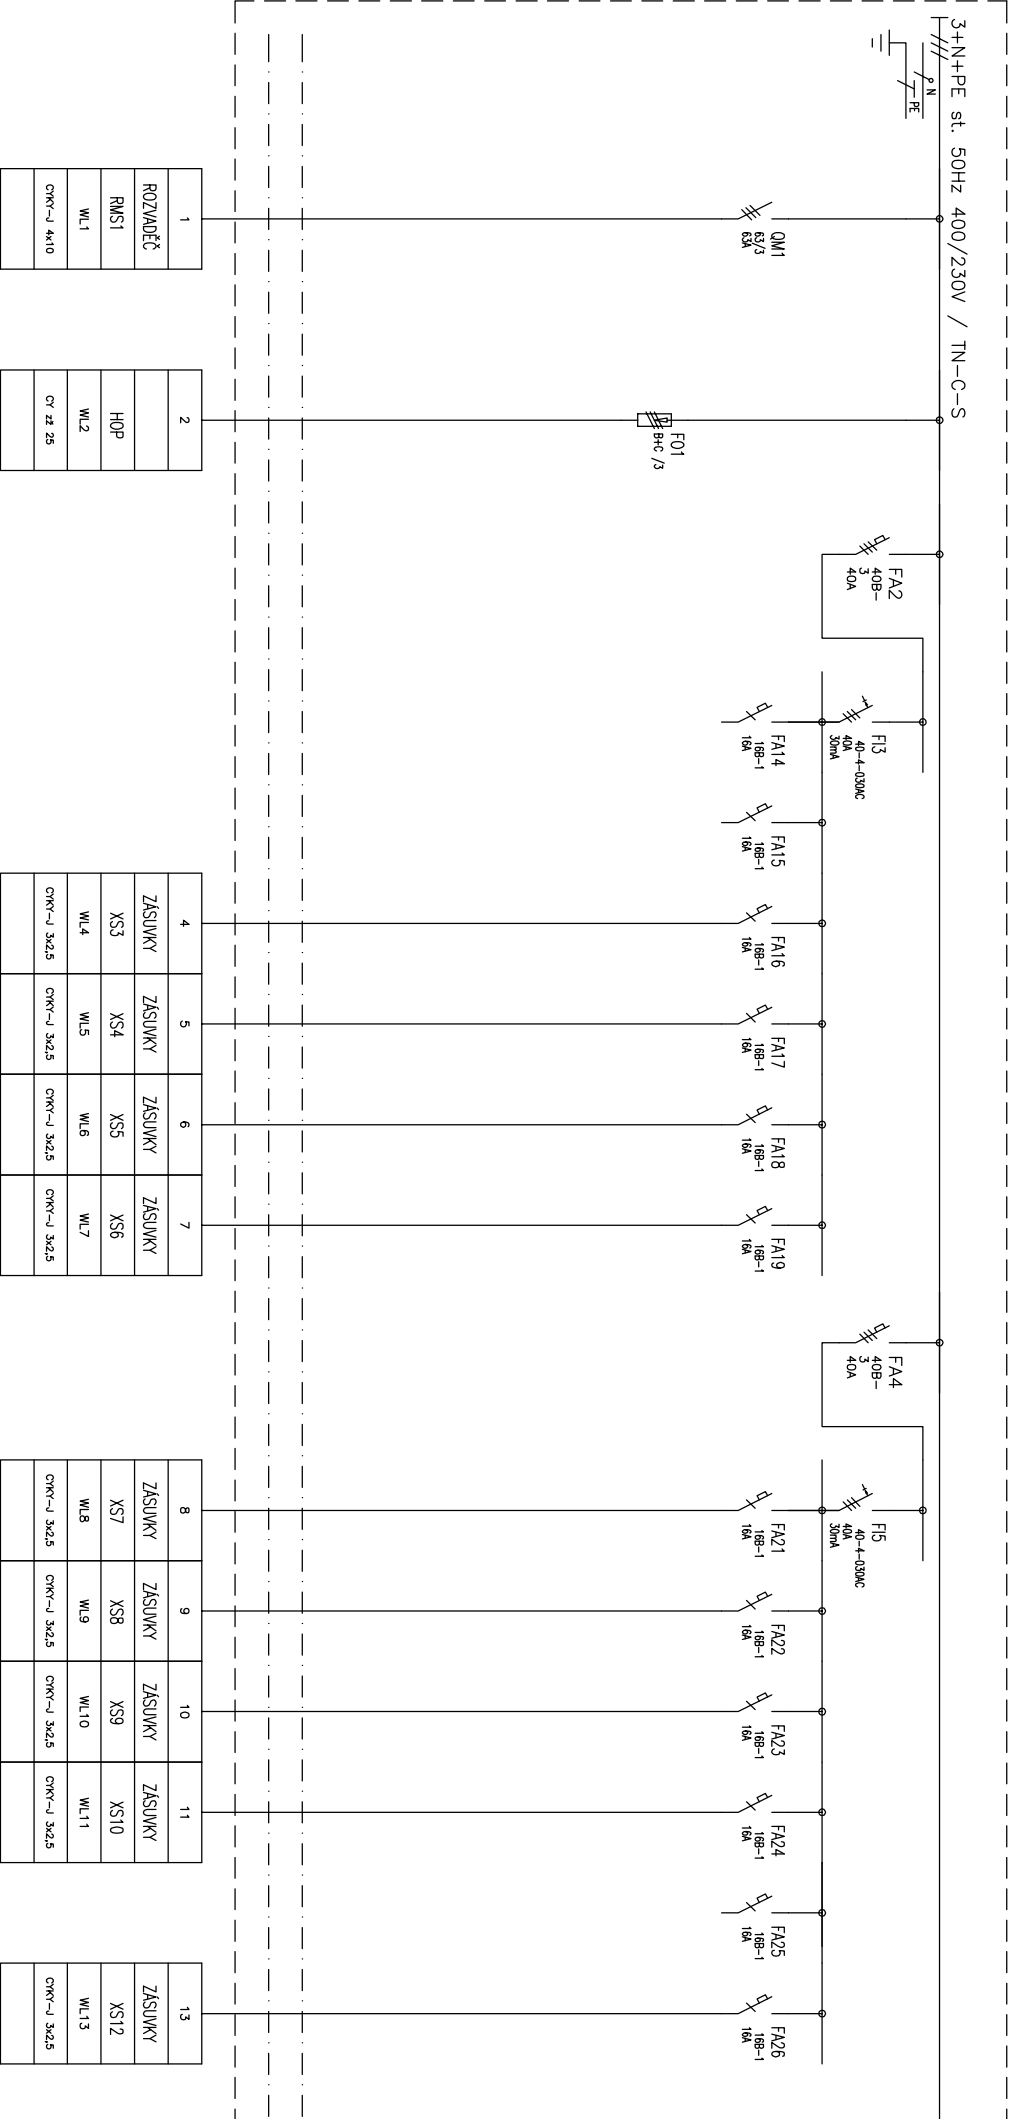 3+N+PE st. 50Hz 400/230V / TN-C-S
N
PE
QM1
63/3
63A
F01
B+C /3
FA2
40B-
3
40A
FI3
40-4-030AC
40A
30mA
FA14
16B-1
16A
FA15
16B-1
16A
FA16
16B-1
16A
FA17
16B-1
16A
FA18
16B-1
16A
FA19
16B-1
16A
FA4
40B-
3
40A
FI5
40-4-030AC
40A
30mA
FA21
16B-1
16A
FA22
16B-1
16A
FA23
16B-1
16A
FA24
16B-1
16A
FA25
16B-1
16A
FA26
16B-1
16A
1
ROZVADĚČ
RMS1
WL1
CYKY-J 4x10
2
HOP
WL2
CY zž 25
4
ZÁSUVKY
XS3
WL4
CYKY-J 3x2,5
5
ZÁSUVKY
XS4
WL5
CYKY-J 3x2,5
6
ZÁSUVKY
XS5
WL6
CYKY-J 3x2,5
7
ZÁSUVKY
XS6
WL7
CYKY-J 3x2,5
8
ZÁSUVKY
XS7
WL8
CYKY-J 3x2,5
9
ZÁSUVKY
XS8
WL9
CYKY-J 3x2,5
10
ZÁSUVKY
XS9
WL10
CYKY-J 3x2,5
11
ZÁSUVKY
XS10
WL11
CYKY-J 3x2,5
13
ZÁSUVKY
XS12
WL13
CYKY-J 3x2,5